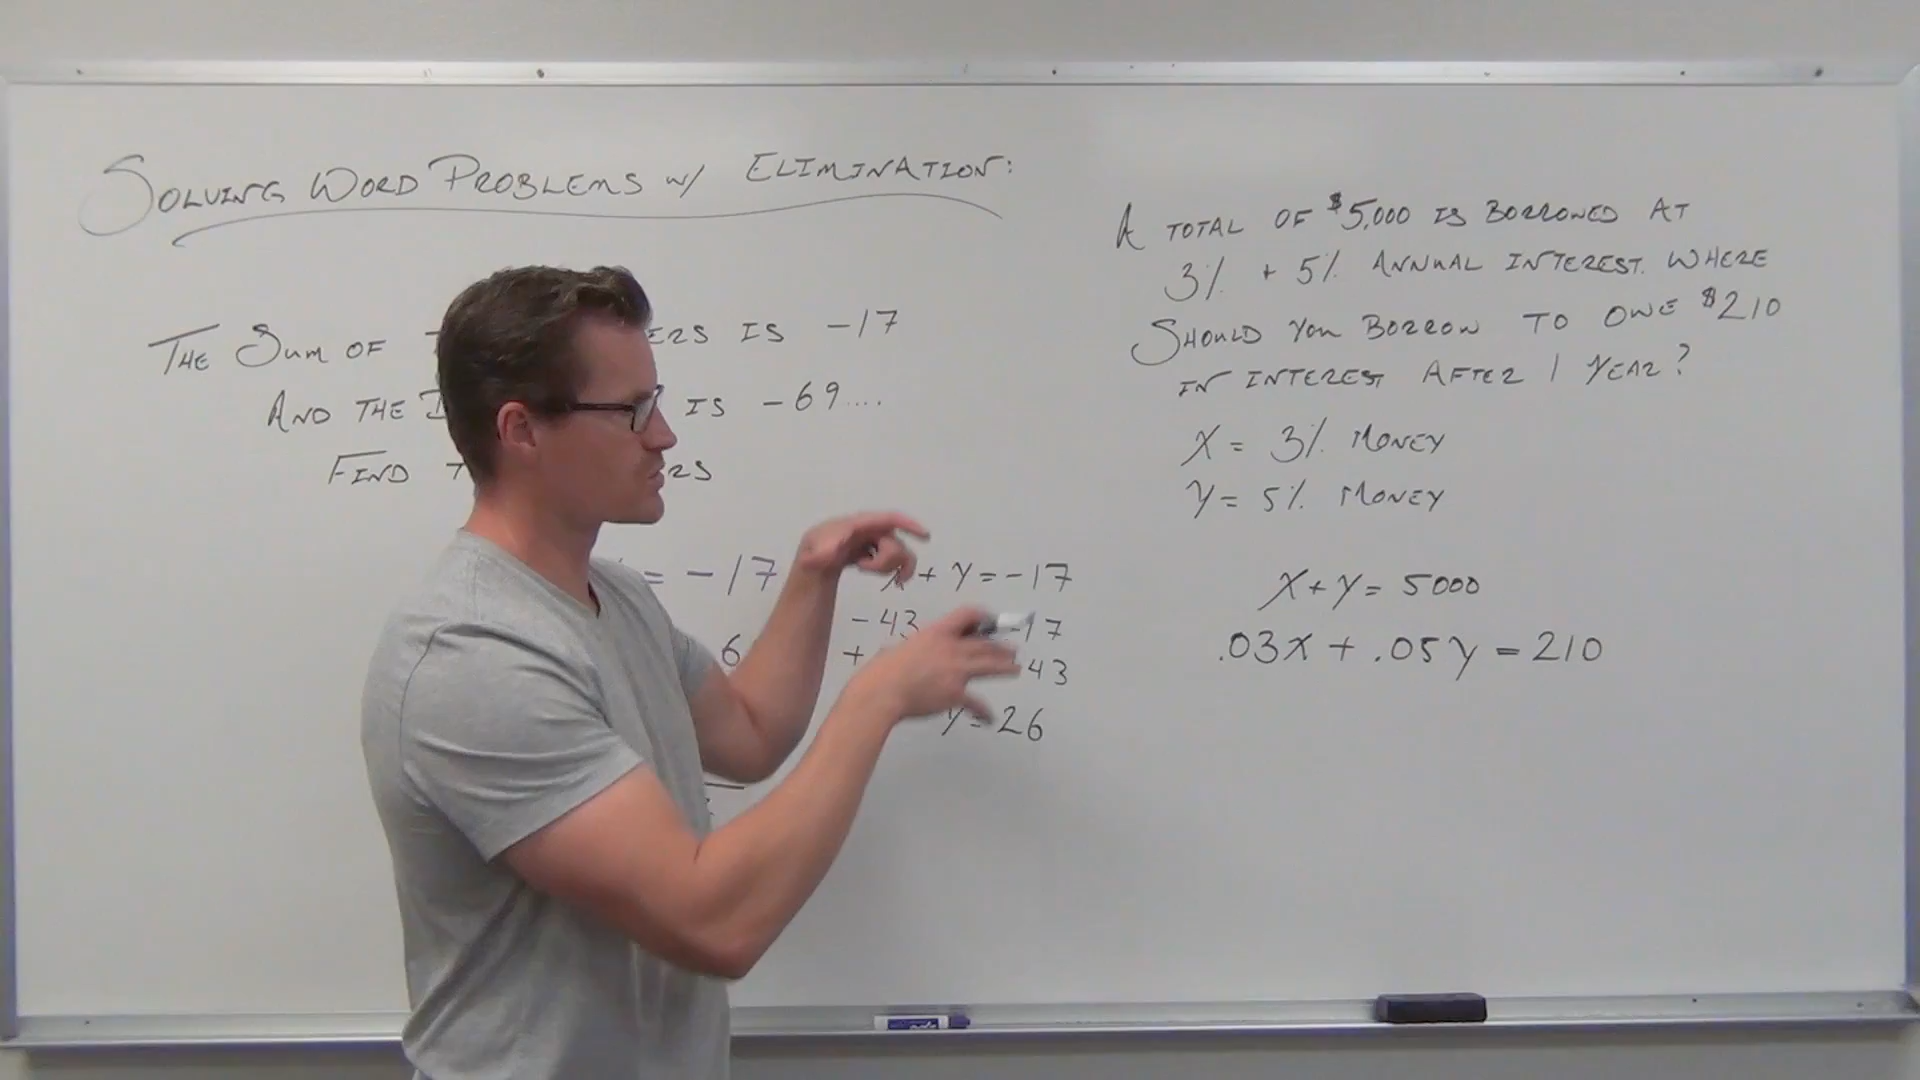 SOLVING WORD PROBLEMS W/ ELIMINATION:
THE SUM OF IS -17
AND THE IS -69....
FIND
= -17
6
X + Y = -17
-43 -17
+ 43
Y = 26
A TOTAL OF $5,000 IS BORROWED AT
3% + 5% ANNUAL INTEREST. WHERE
SHOULD YOU BORROW TO OWE $210
IN INTEREST AFTER 1 YEAR?
X = 3% MONEY
Y = 5% MONEY
X + Y = 5000
.03X + .05Y = 210